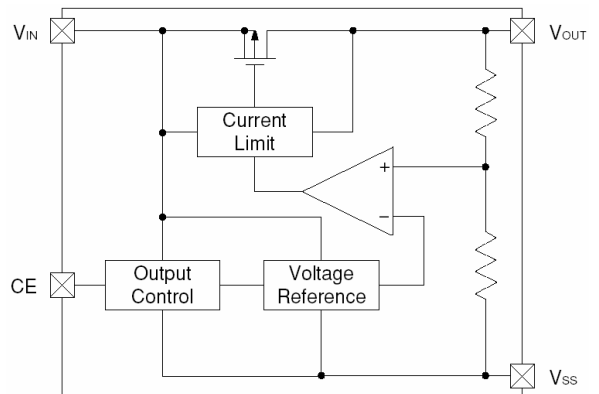 VIN
VOUT
Current
Limit
+
−
CE
Output
Control
Voltage
Reference
VSS